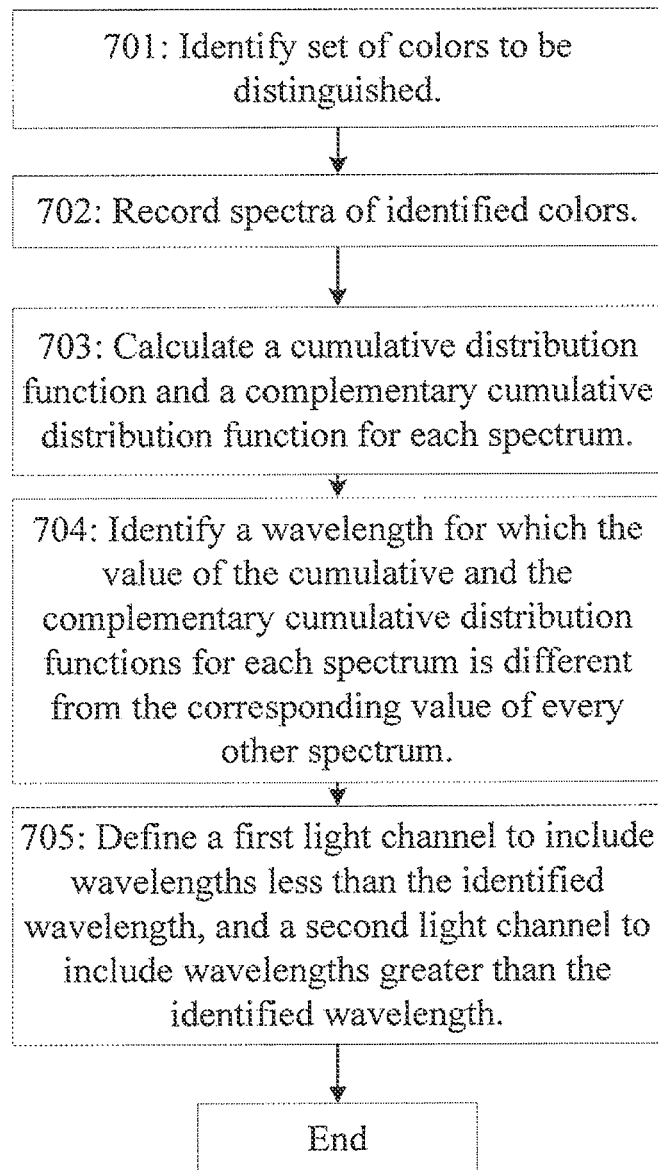 701: Identify set of colors to be
distinguished.
702: Record spectra of identified colors.
703: Calculate a cumulative distribution
function and a complementary cumulative
distribution function for each spectrum.
704: Identify a wavelength for which the
value of the cumulative and the
complementary cumulative distribution
functions for each spectrum is different
from the corresponding value of every
other spectrum.
705: Define a first light channel to include
wavelengths less than the identified
wavelength, and a second light channel to
include wavelengths greater than the
identified wavelength.
End